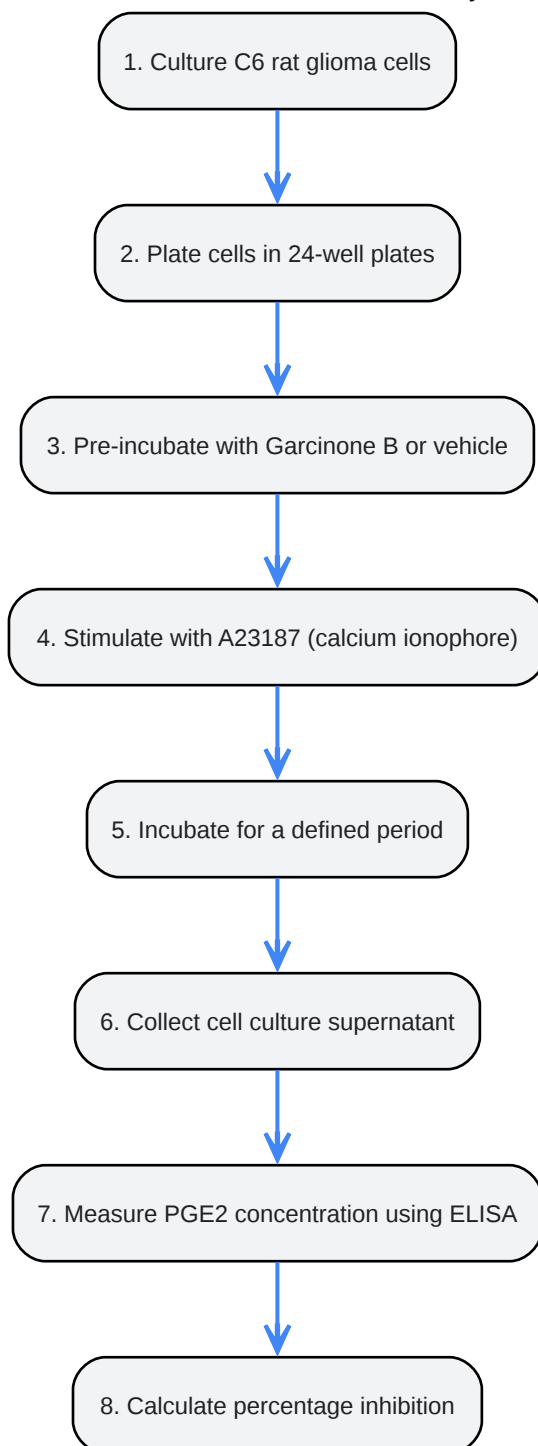 1. Culture C6 rat glioma cells
2. Plate cells in 24-well plates
3. Pre-incubate with Garcinone B or vehicle
4. Stimulate with A23187 (calcium ionophore)
5. Incubate for a defined period
6. Collect cell culture supernatant
7. Measure PGE2 concentration using ELISA
8. Calculate percentage inhibition